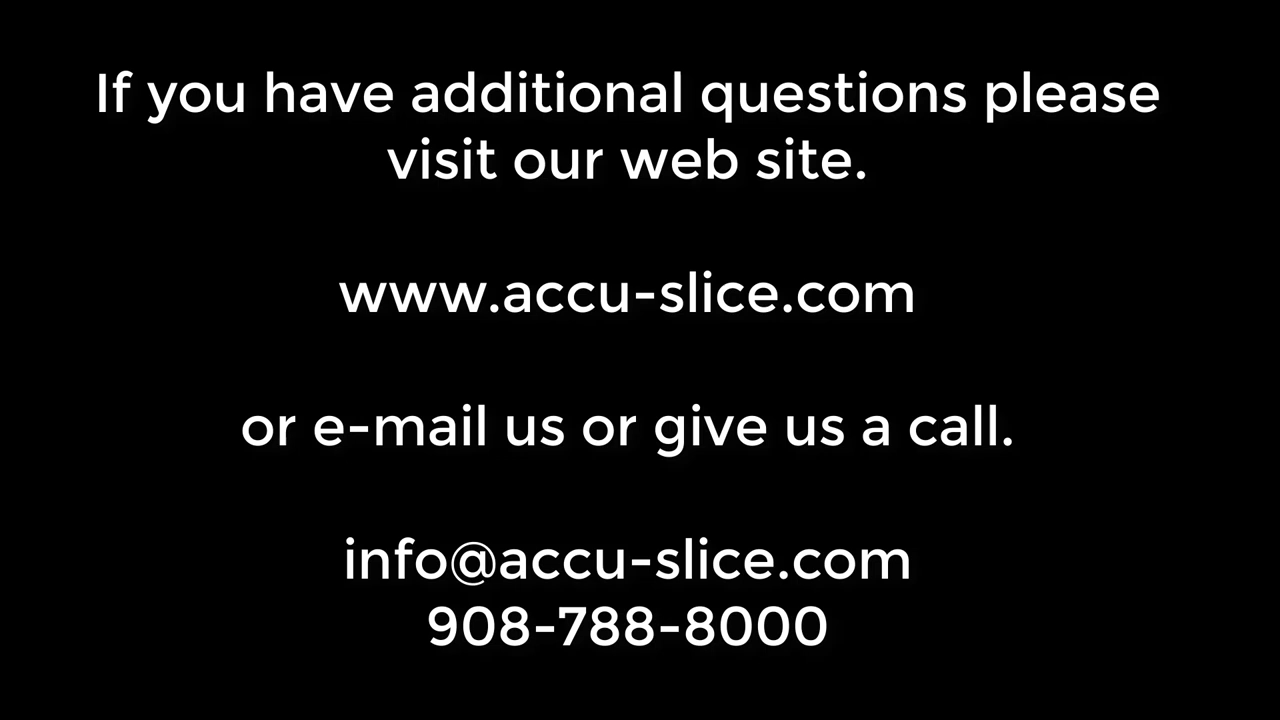 If you have additional questions please
visit our web site.
www.accu-slice.com
or e-mail us or give us a call.
info@accu-slice.com
908-788-8000